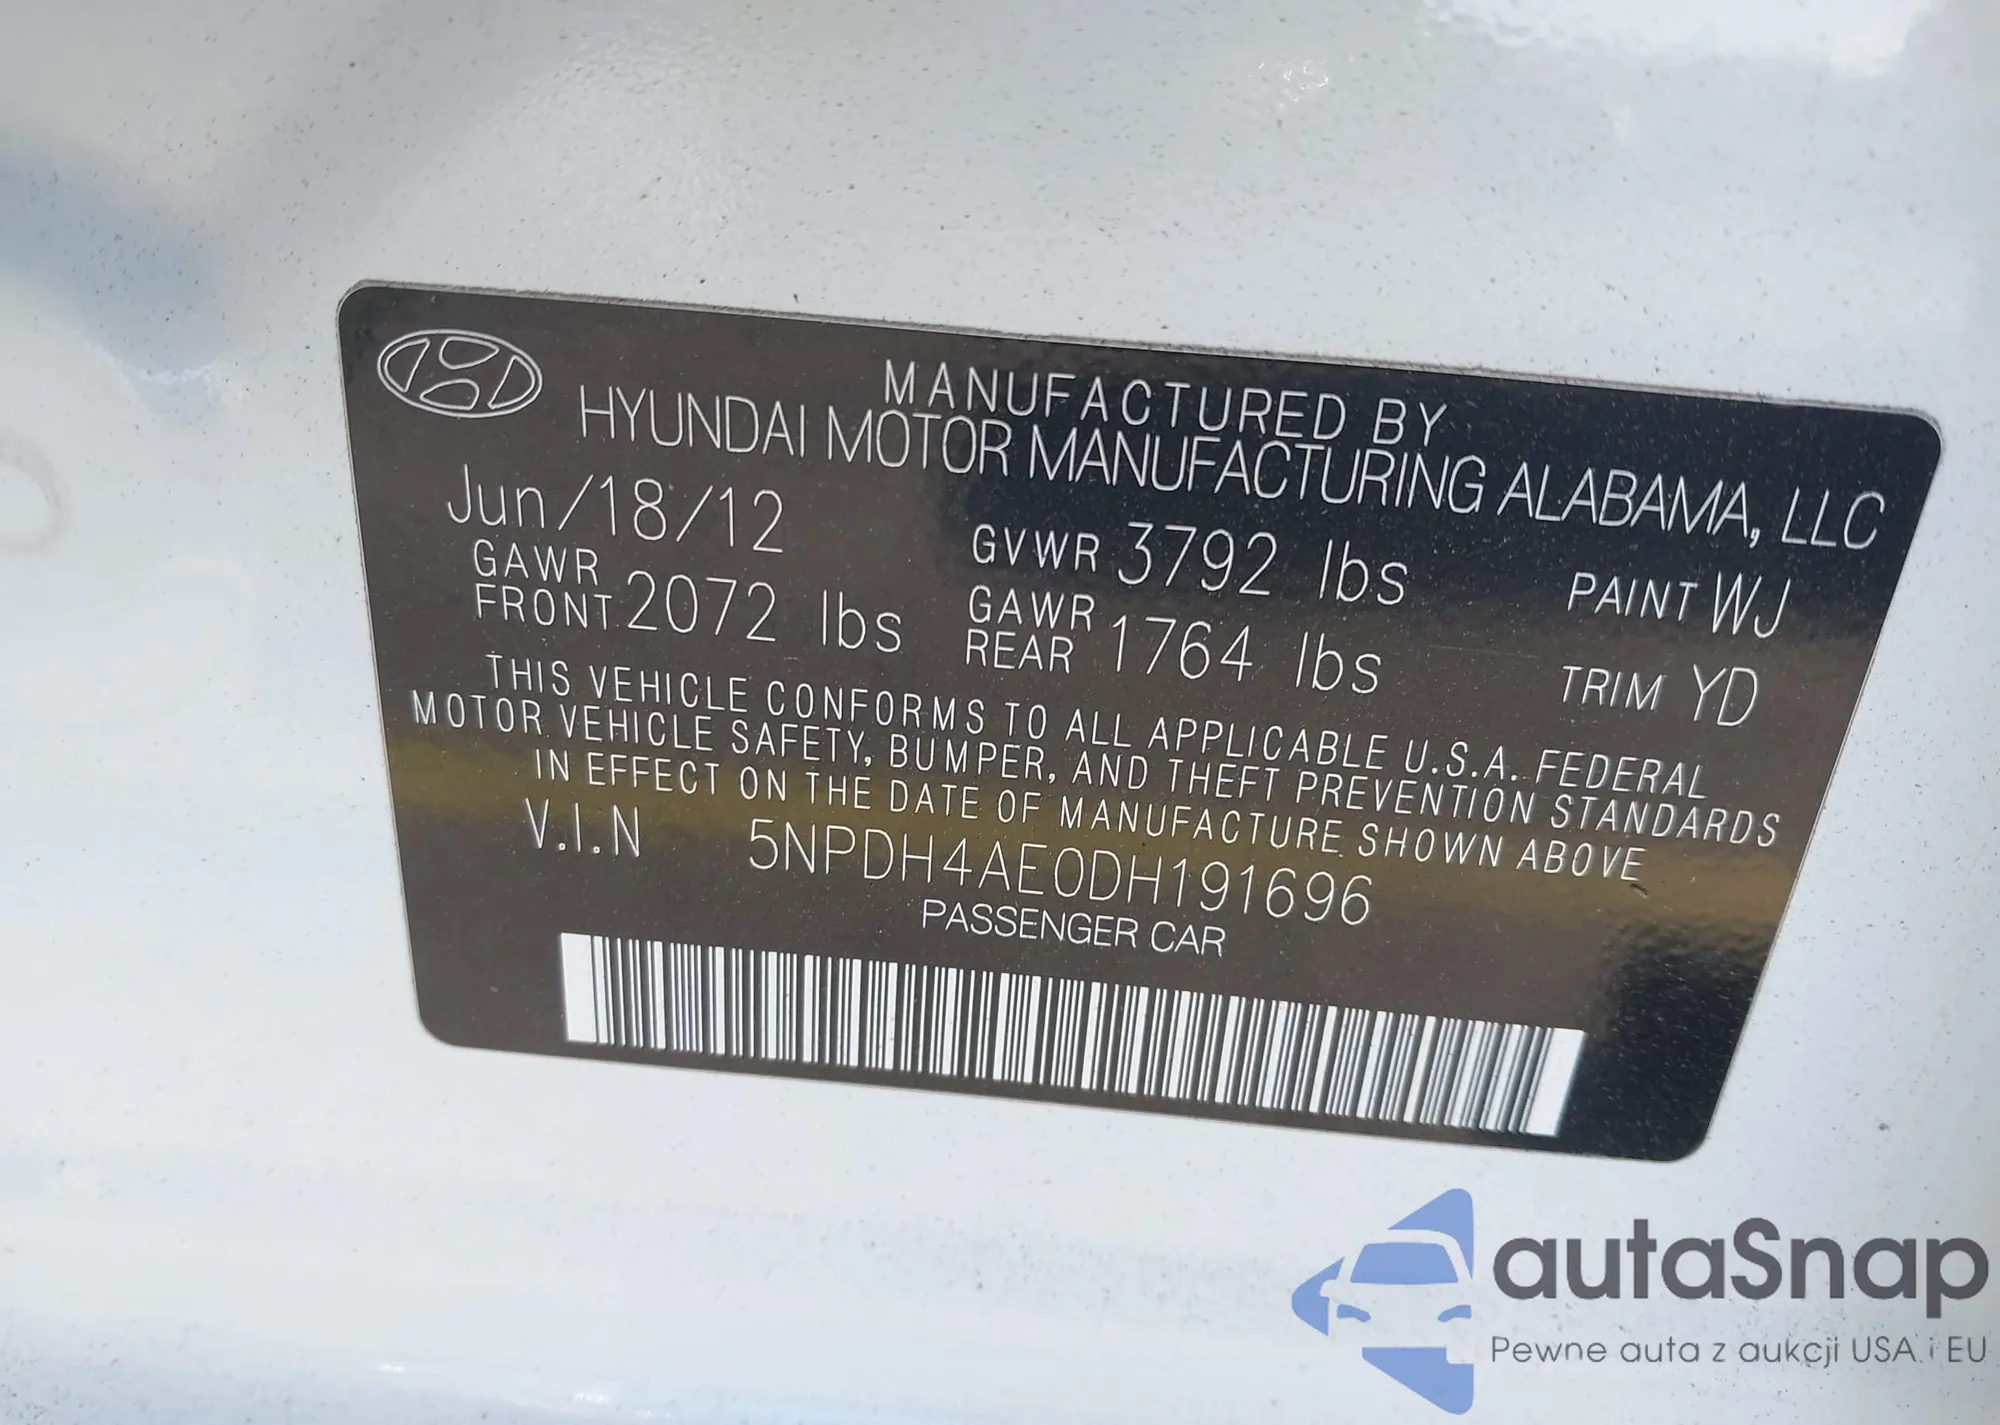 MANUFACTURED BY
HYUNDAI MOTOR MANUFACTURING ALABAMA, LLC
Jun/18/12 GVWR 3792 lbs PAINT WJ
GAWR FRONT 2072 lbs GAWR REAR 1764 lbs TRIM YD
THIS VEHICLE CONFORMS TO ALL APPLICABLE U.S.A. FEDERAL
MOTOR VEHICLE SAFETY, BUMPER, AND THEFT PREVENTION STANDARDS
IN EFFECT ON THE DATE OF MANUFACTURE SHOWN ABOVE
V.I.N 5NPDH4AE0DH191696
PASSENGER CAR
autaSnap
Pewne auta z aukcji USA i EU